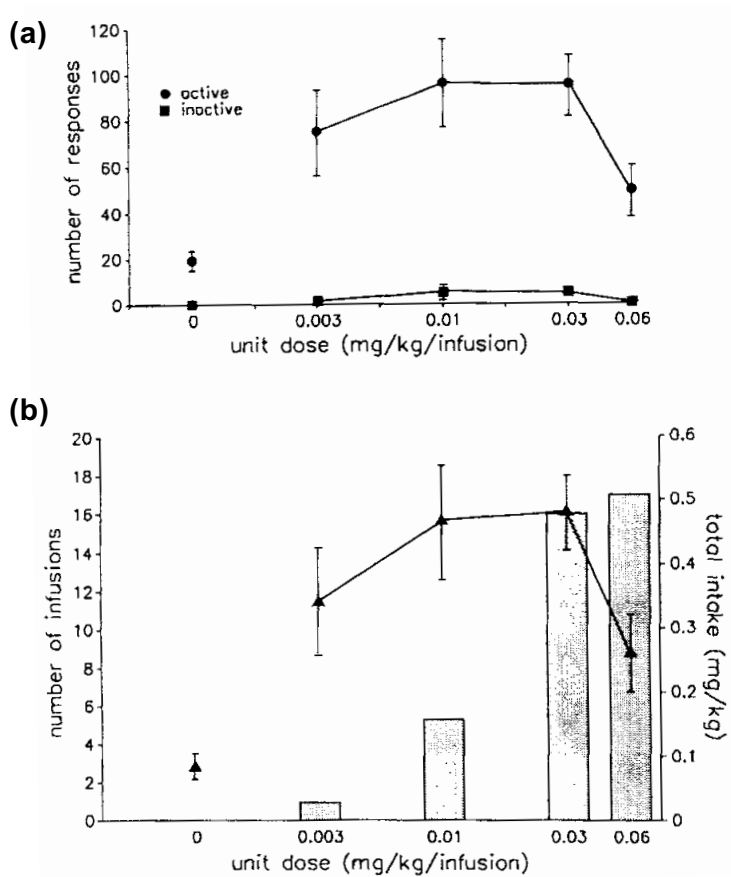 (a)
120
100
80
60
40
20
0
number of responses
active
inactive
0 0.003 0.01 0.03 0.06
unit dose (mg/kg/infusion)
(b)
20
18
16
14
12
10
8
6
4
2
0
number of infusions
0.6
0.5
0.4
0.3
0.2
0.1
0
total intake (mg/kg)
0 0.003 0.01 0.03 0.06
unit dose (mg/kg/infusion)